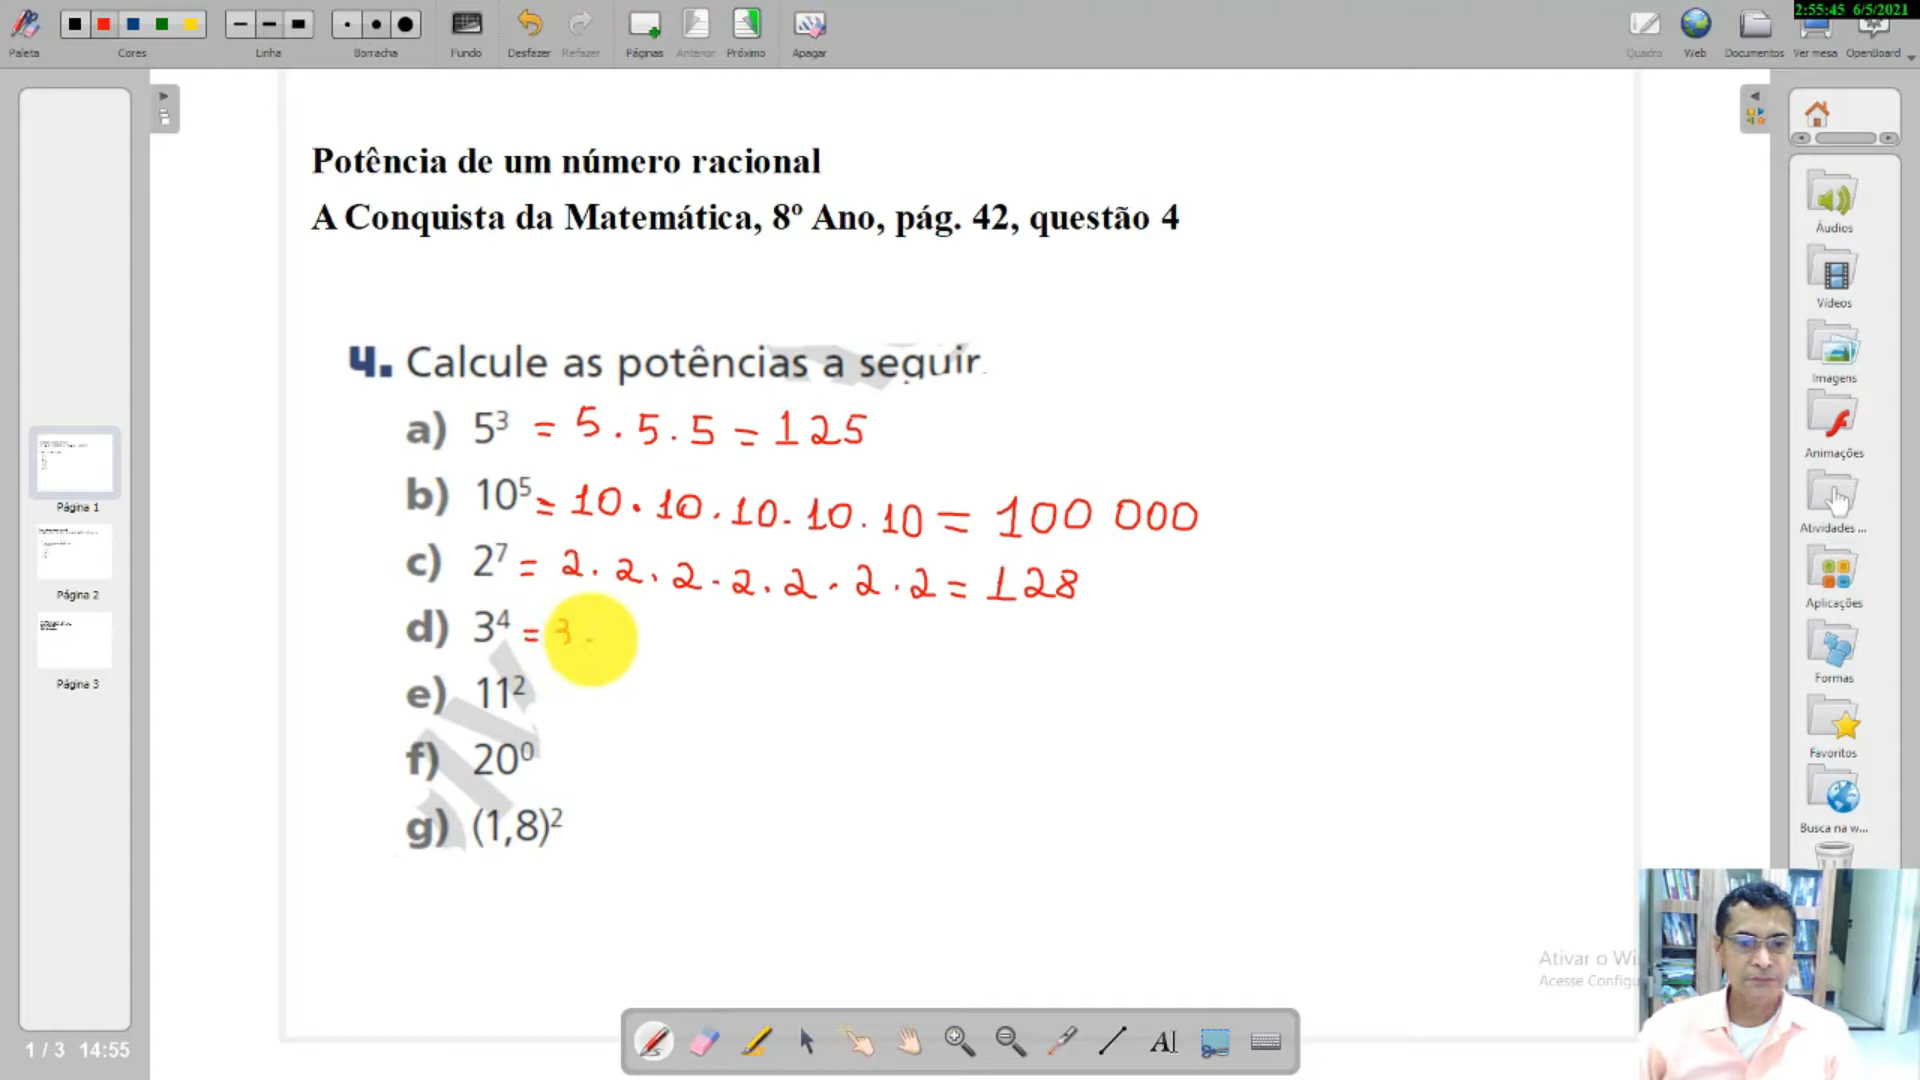 2:55:45 6/5/2021
Paleta
Cores
Linha
Borracha
Fundo
Desfazer
Refazer
Páginas
Anterior
Próximo
Apagar
Quadro
Web
Documentos
Ver mesa
OpenBoard
Potência de um número racional
A Conquista da Matemática, 8º Ano, pág. 42, questão 4
4. Calcule as potências a seguir.
a) 5³ = 5 . 5 . 5 = 125
b) 10⁵ = 10 . 10 . 10 . 10 . 10 = 100 000
c) 2⁷ = 2 . 2 . 2 . 2 . 2 . 2 . 2 = 128
d) 3⁴ = 3 .
e) 11²
f) 20⁰
g) (1,8)²
Página 1
Página 2
Página 3
1 / 3 14:55
Áudios
Vídeos
Imagens
Animações
Atividades ...
Aplicações
Formas
Favoritos
Busca na w...
Ativar o Wi
Acesse Configu
AI